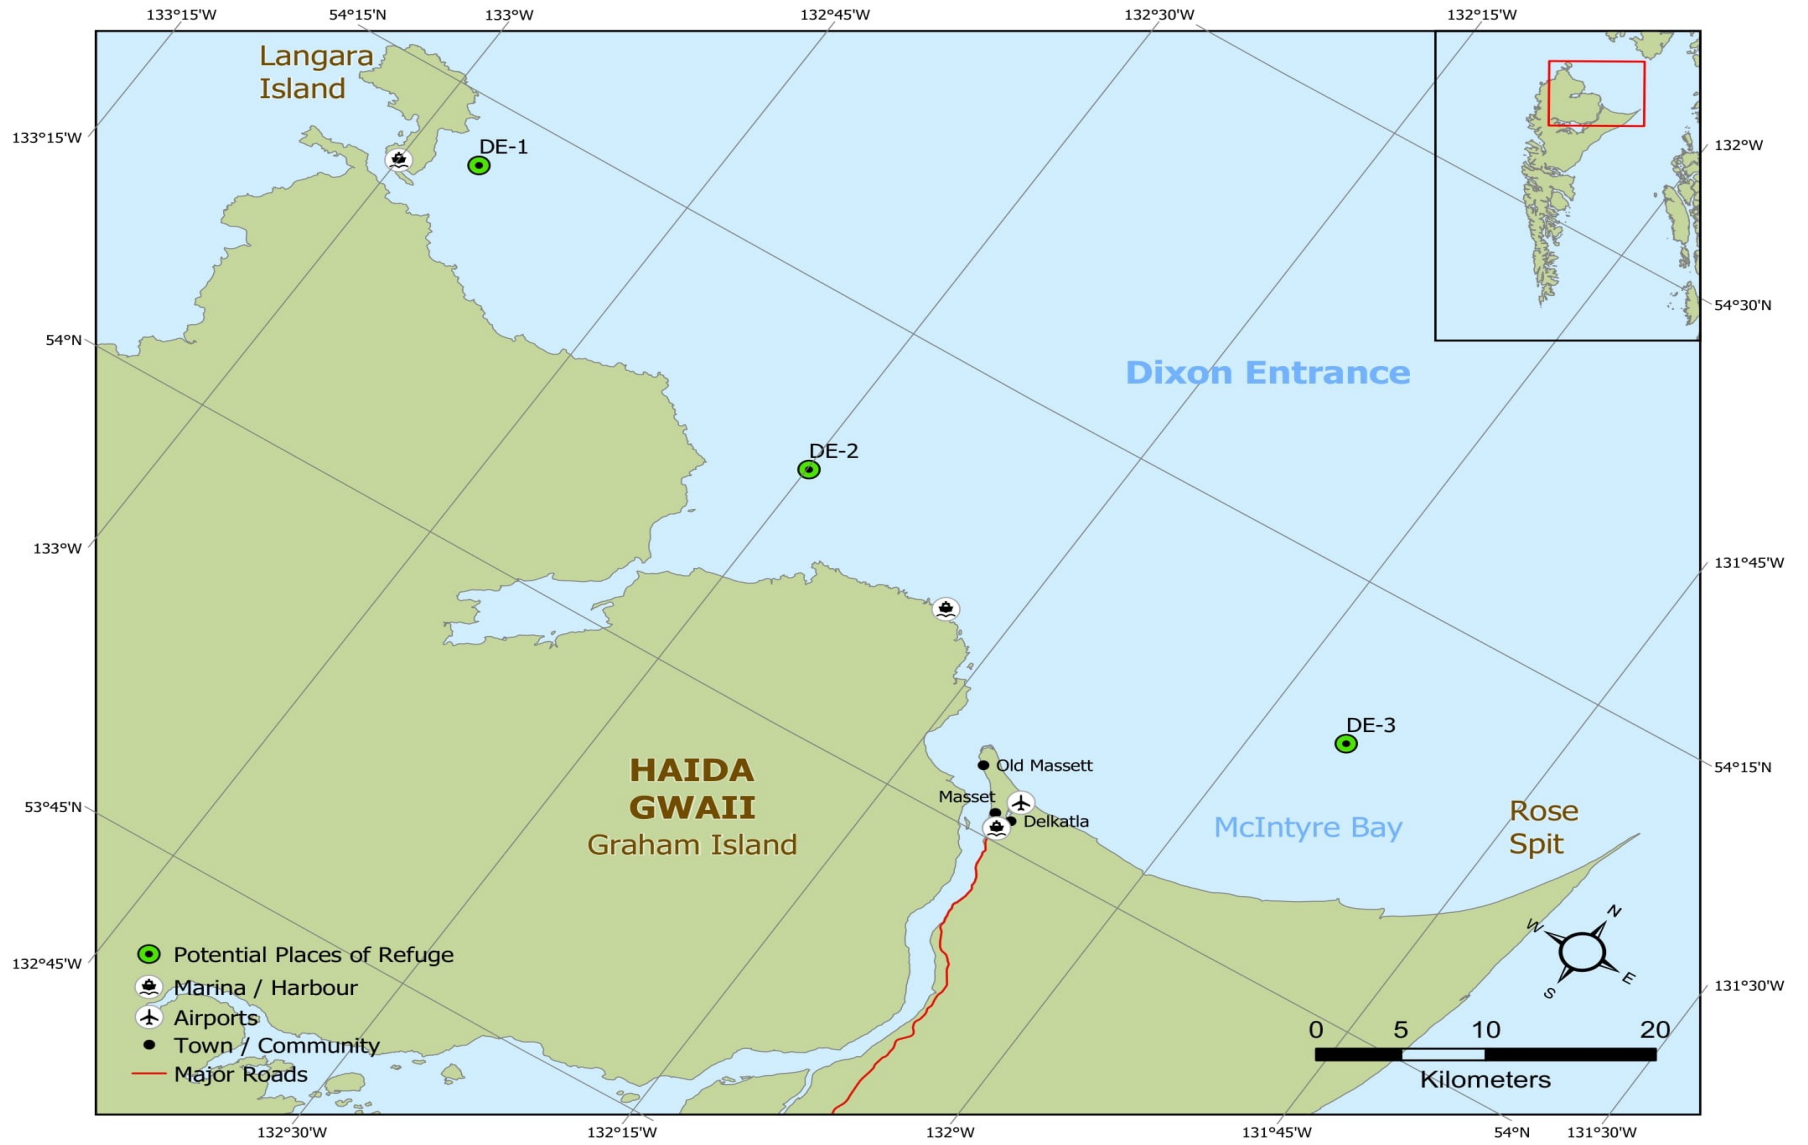 133°15'W
54°15'N
133°W
132°45'W
132°30'W
132°15'W
Langara
Island
133°15'W
DE-1
132°W
54°30'N
54°N
Dixon Entrance
DE-2
133°W
131°45'W
DE-3
HAIDA
GWAII
Graham Island
Old Massett
54°15'N
Masset
Delkatla
53°45'N
McIntyre Bay
Rose
Spit
N
W
E
S
Potential Places of Refuge
132°45'W
Marina / Harbour
131°30'W
Airports
Town / Community
Major Roads
0 5 10 20
Kilometers
132°30'W
132°15'W
132°W
131°45'W
54°N
131°30'W